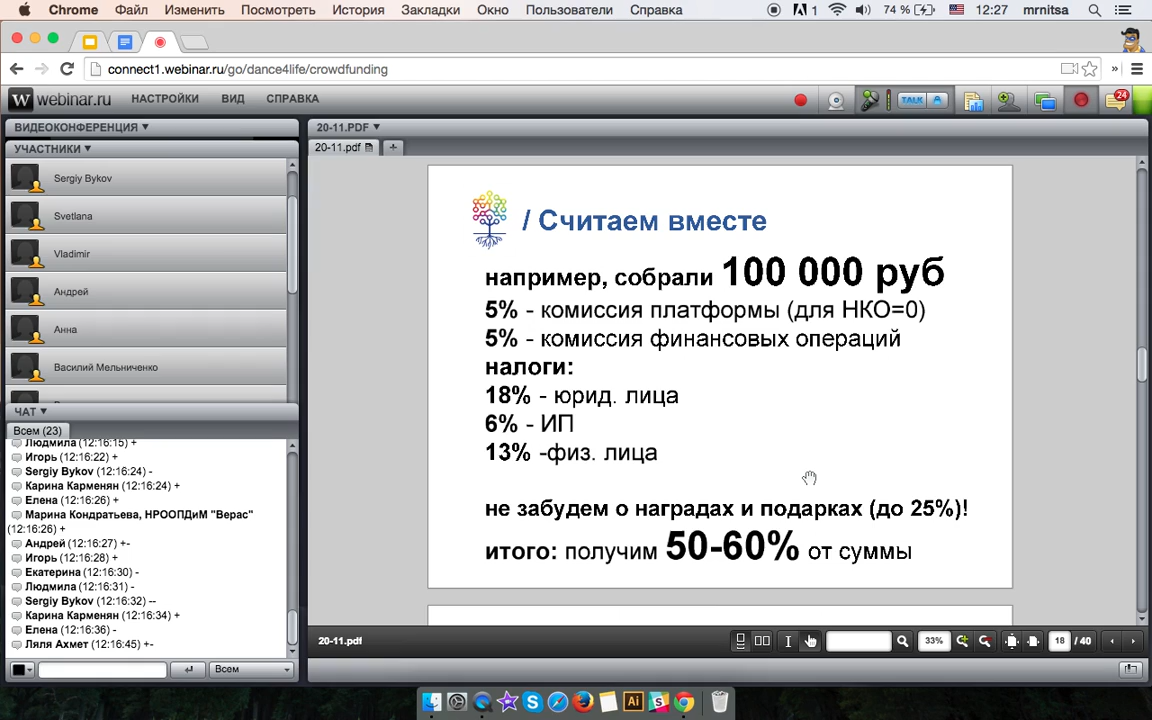 Chrome Файл Изменить Посмотреть История Закладки Окно Пользователи Справка 1 74 % 12:27 mrnitsa
connect1.webinar.ru/go/dance4life/crowdfunding
W webinar.ru НАСТРОЙКИ ВИД СПРАВКА TALK 24
ВИДЕОКОНФЕРЕНЦИЯ
УЧАСТНИКИ
Sergiy Bykov
Svetlana
Vladimir
Андрей
Анна
Василий Мельниченко
ЧАТ
Всем (23)
Людмила (12:16:15) +
Игорь (12:16:22) +
Sergiy Bykov (12:16:24) -
Карина Карменян (12:16:24) +
Елена (12:16:26) +
Марина Кондратьева, НРООПДиМ "Верас"
(12:16:26) +
Андрей (12:16:27) +-
Игорь (12:16:28) +
Екатерина (12:16:30) -
Людмила (12:16:31) -
Sergiy Bykov (12:16:32) --
Карина Карменян (12:16:34) +
Елена (12:16:36) -
Ляля Ахмет (12:16:45) +-
Всем
20-11.PDF
20-11.pdf
/ Считаем вместе
например, собрали 100 000 руб
5% - комиссия платформы (для НКО=0)
5% - комиссия финансовых операций
налоги:
18% - юрид. лица
6% - ИП
13% -физ. лица
не забудем о наградах и подарках (до 25%)!
итого: получим 50-60% от суммы
20-11.pdf 33% 18 / 40
Ai